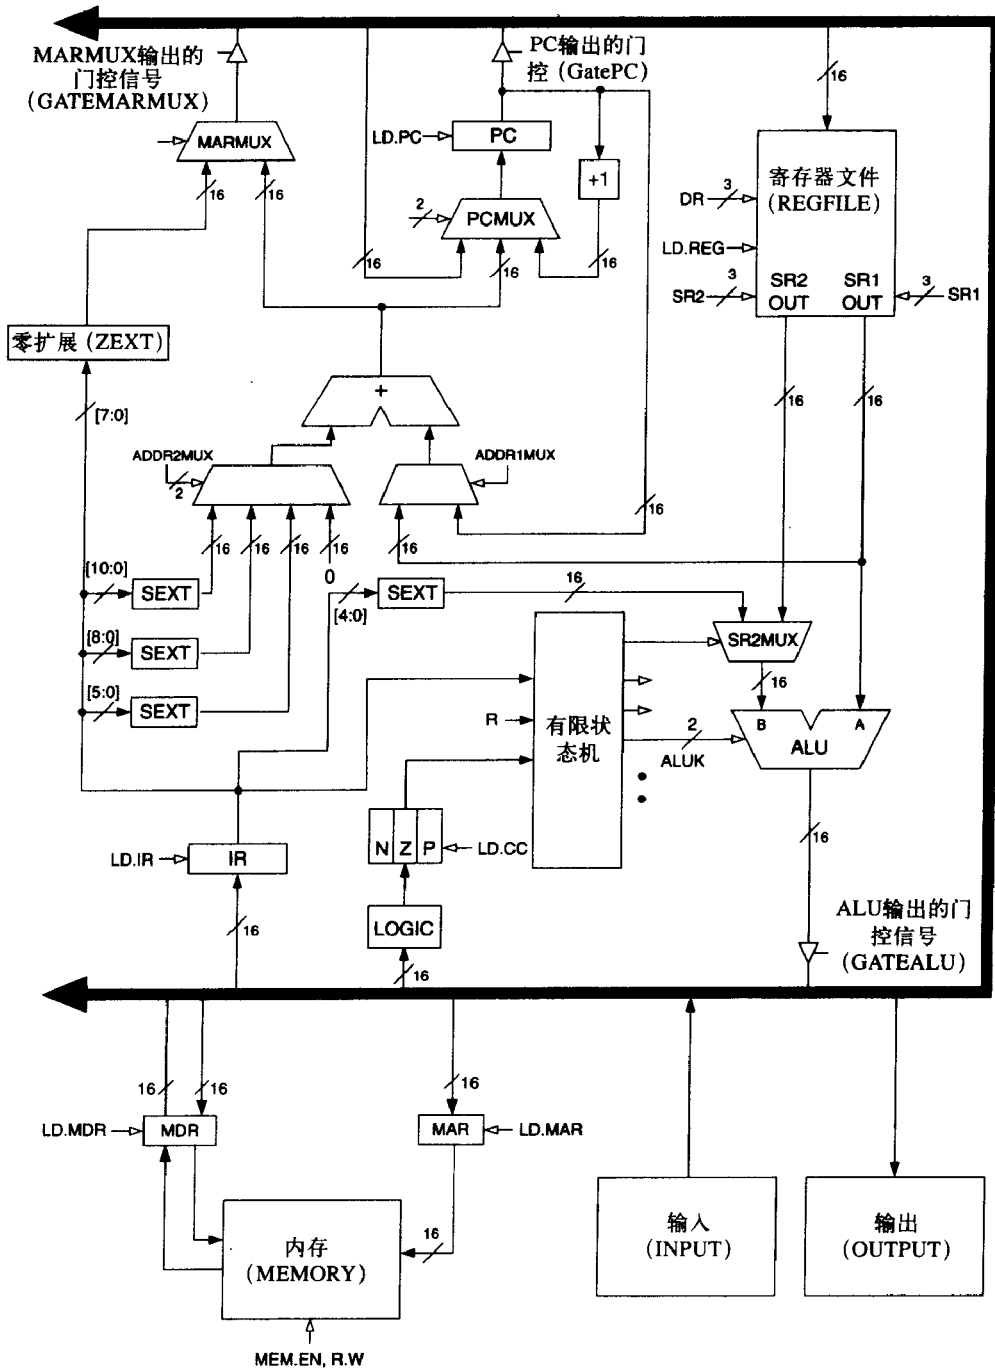 MARMUX输出的
门控信号
(GATEMARMUX)
PC输出的门
控 (GatePC)
16
MARMUX
LD.PC
PC
+1
寄存器文件
(REGFILE)
DR
3
LD.REG
SR2
3
SR2
OUT
SR1
OUT
3
SR1
16
16
2
PCMUX
16
16
16
零扩展 (ZEXT)
[7:0]
+
16
16
ADDR2MUX
2
ADDR1MUX
16
16
16
16
16
16
0
[10:0]
SEXT
[4:0]
SEXT
16
[8:0]
SEXT
SR2MUX
[5:0]
SEXT
16
R
有限状
态机
2
ALUK
B
A
ALU
N
Z
P
LD.CC
16
LD.IR
IR
LOGIC
16
16
ALU输出的门
控信号
(GATEALU)
16
16
16
LD.MDR
MDR
MAR
LD.MAR
16
内存
(MEMORY)
输入
(INPUT)
输出
(OUTPUT)
MEM.EN, R.W